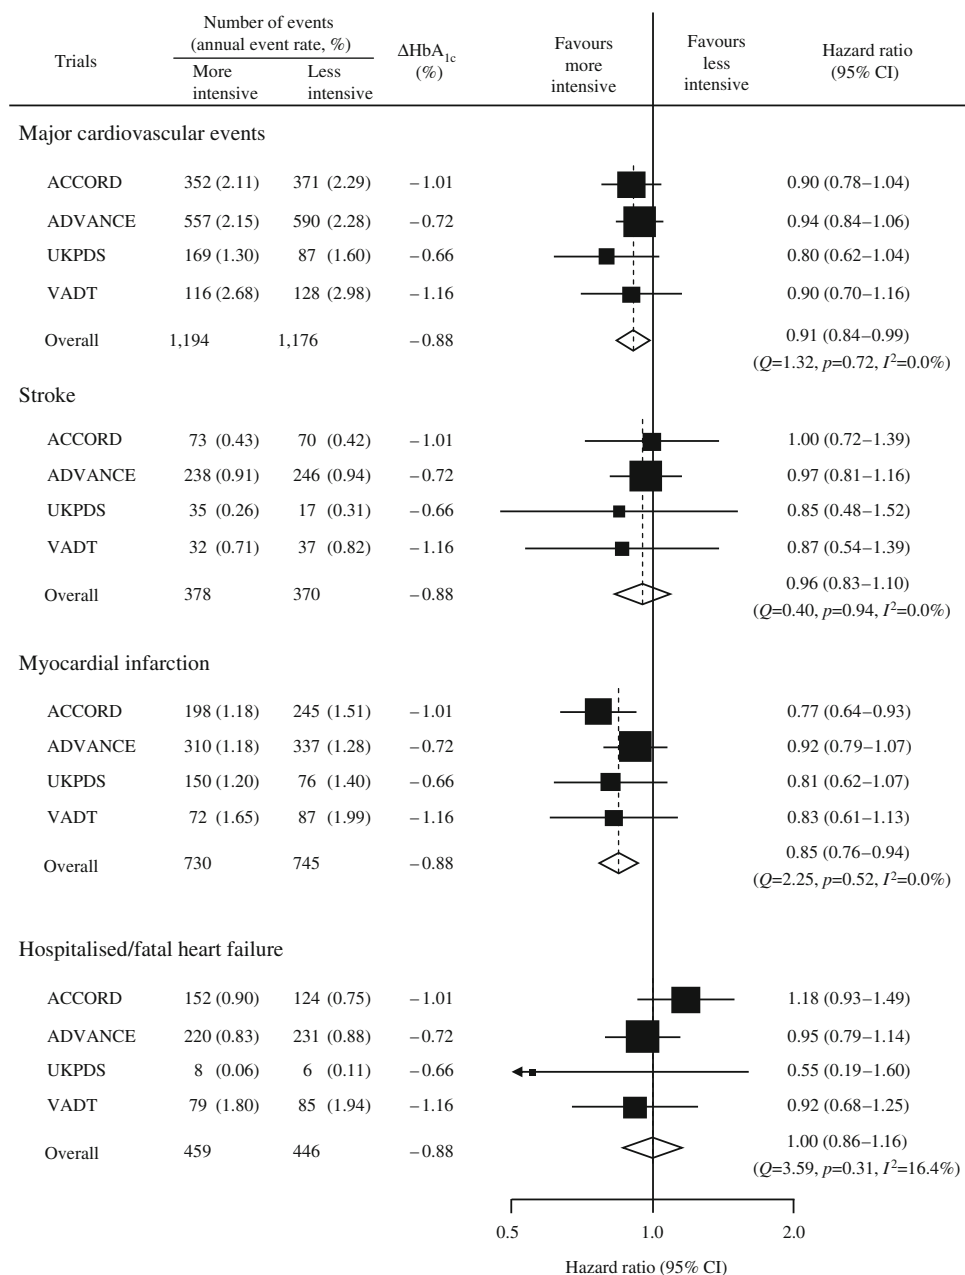 Trials
Number of events
(annual event rate, %)
More
intensive
Less
intensive
ΔHbA1c
(%)
Favours
more
intensive
Favours
less
intensive
Hazard ratio
(95% CI)
Major cardiovascular events
ACCORD 352 (2.11) 371 (2.29) –1.01 0.90 (0.78–1.04)
ADVANCE 557 (2.15) 590 (2.28) –0.72 0.94 (0.84–1.06)
UKPDS 169 (1.30) 87 (1.60) –0.66 0.80 (0.62–1.04)
VADT 116 (2.68) 128 (2.98) –1.16 0.90 (0.70–1.16)
Overall 1,194 1,176 –0.88 0.91 (0.84–0.99)
(Q=1.32, p=0.72, I²=0.0%)
Stroke
ACCORD 73 (0.43) 70 (0.42) –1.01 1.00 (0.72–1.39)
ADVANCE 238 (0.91) 246 (0.94) –0.72 0.97 (0.81–1.16)
UKPDS 35 (0.26) 17 (0.31) –0.66 0.85 (0.48–1.52)
VADT 32 (0.71) 37 (0.82) –1.16 0.87 (0.54–1.39)
Overall 378 370 –0.88 0.96 (0.83–1.10)
(Q=0.40, p=0.94, I²=0.0%)
Myocardial infarction
ACCORD 198 (1.18) 245 (1.51) –1.01 0.77 (0.64–0.93)
ADVANCE 310 (1.18) 337 (1.28) –0.72 0.92 (0.79–1.07)
UKPDS 150 (1.20) 76 (1.40) –0.66 0.81 (0.62–1.07)
VADT 72 (1.65) 87 (1.99) –1.16 0.83 (0.61–1.13)
Overall 730 745 –0.88 0.85 (0.76–0.94)
(Q=2.25, p=0.52, I²=0.0%)
Hospitalised/fatal heart failure
ACCORD 152 (0.90) 124 (0.75) –1.01 1.18 (0.93–1.49)
ADVANCE 220 (0.83) 231 (0.88) –0.72 0.95 (0.79–1.14)
UKPDS 8 (0.06) 6 (0.11) –0.66 0.55 (0.19–1.60)
VADT 79 (1.80) 85 (1.94) –1.16 0.92 (0.68–1.25)
Overall 459 446 –0.88 1.00 (0.86–1.16)
(Q=3.59, p=0.31, I²=16.4%)
0.5 1.0 2.0
Hazard ratio (95% CI)